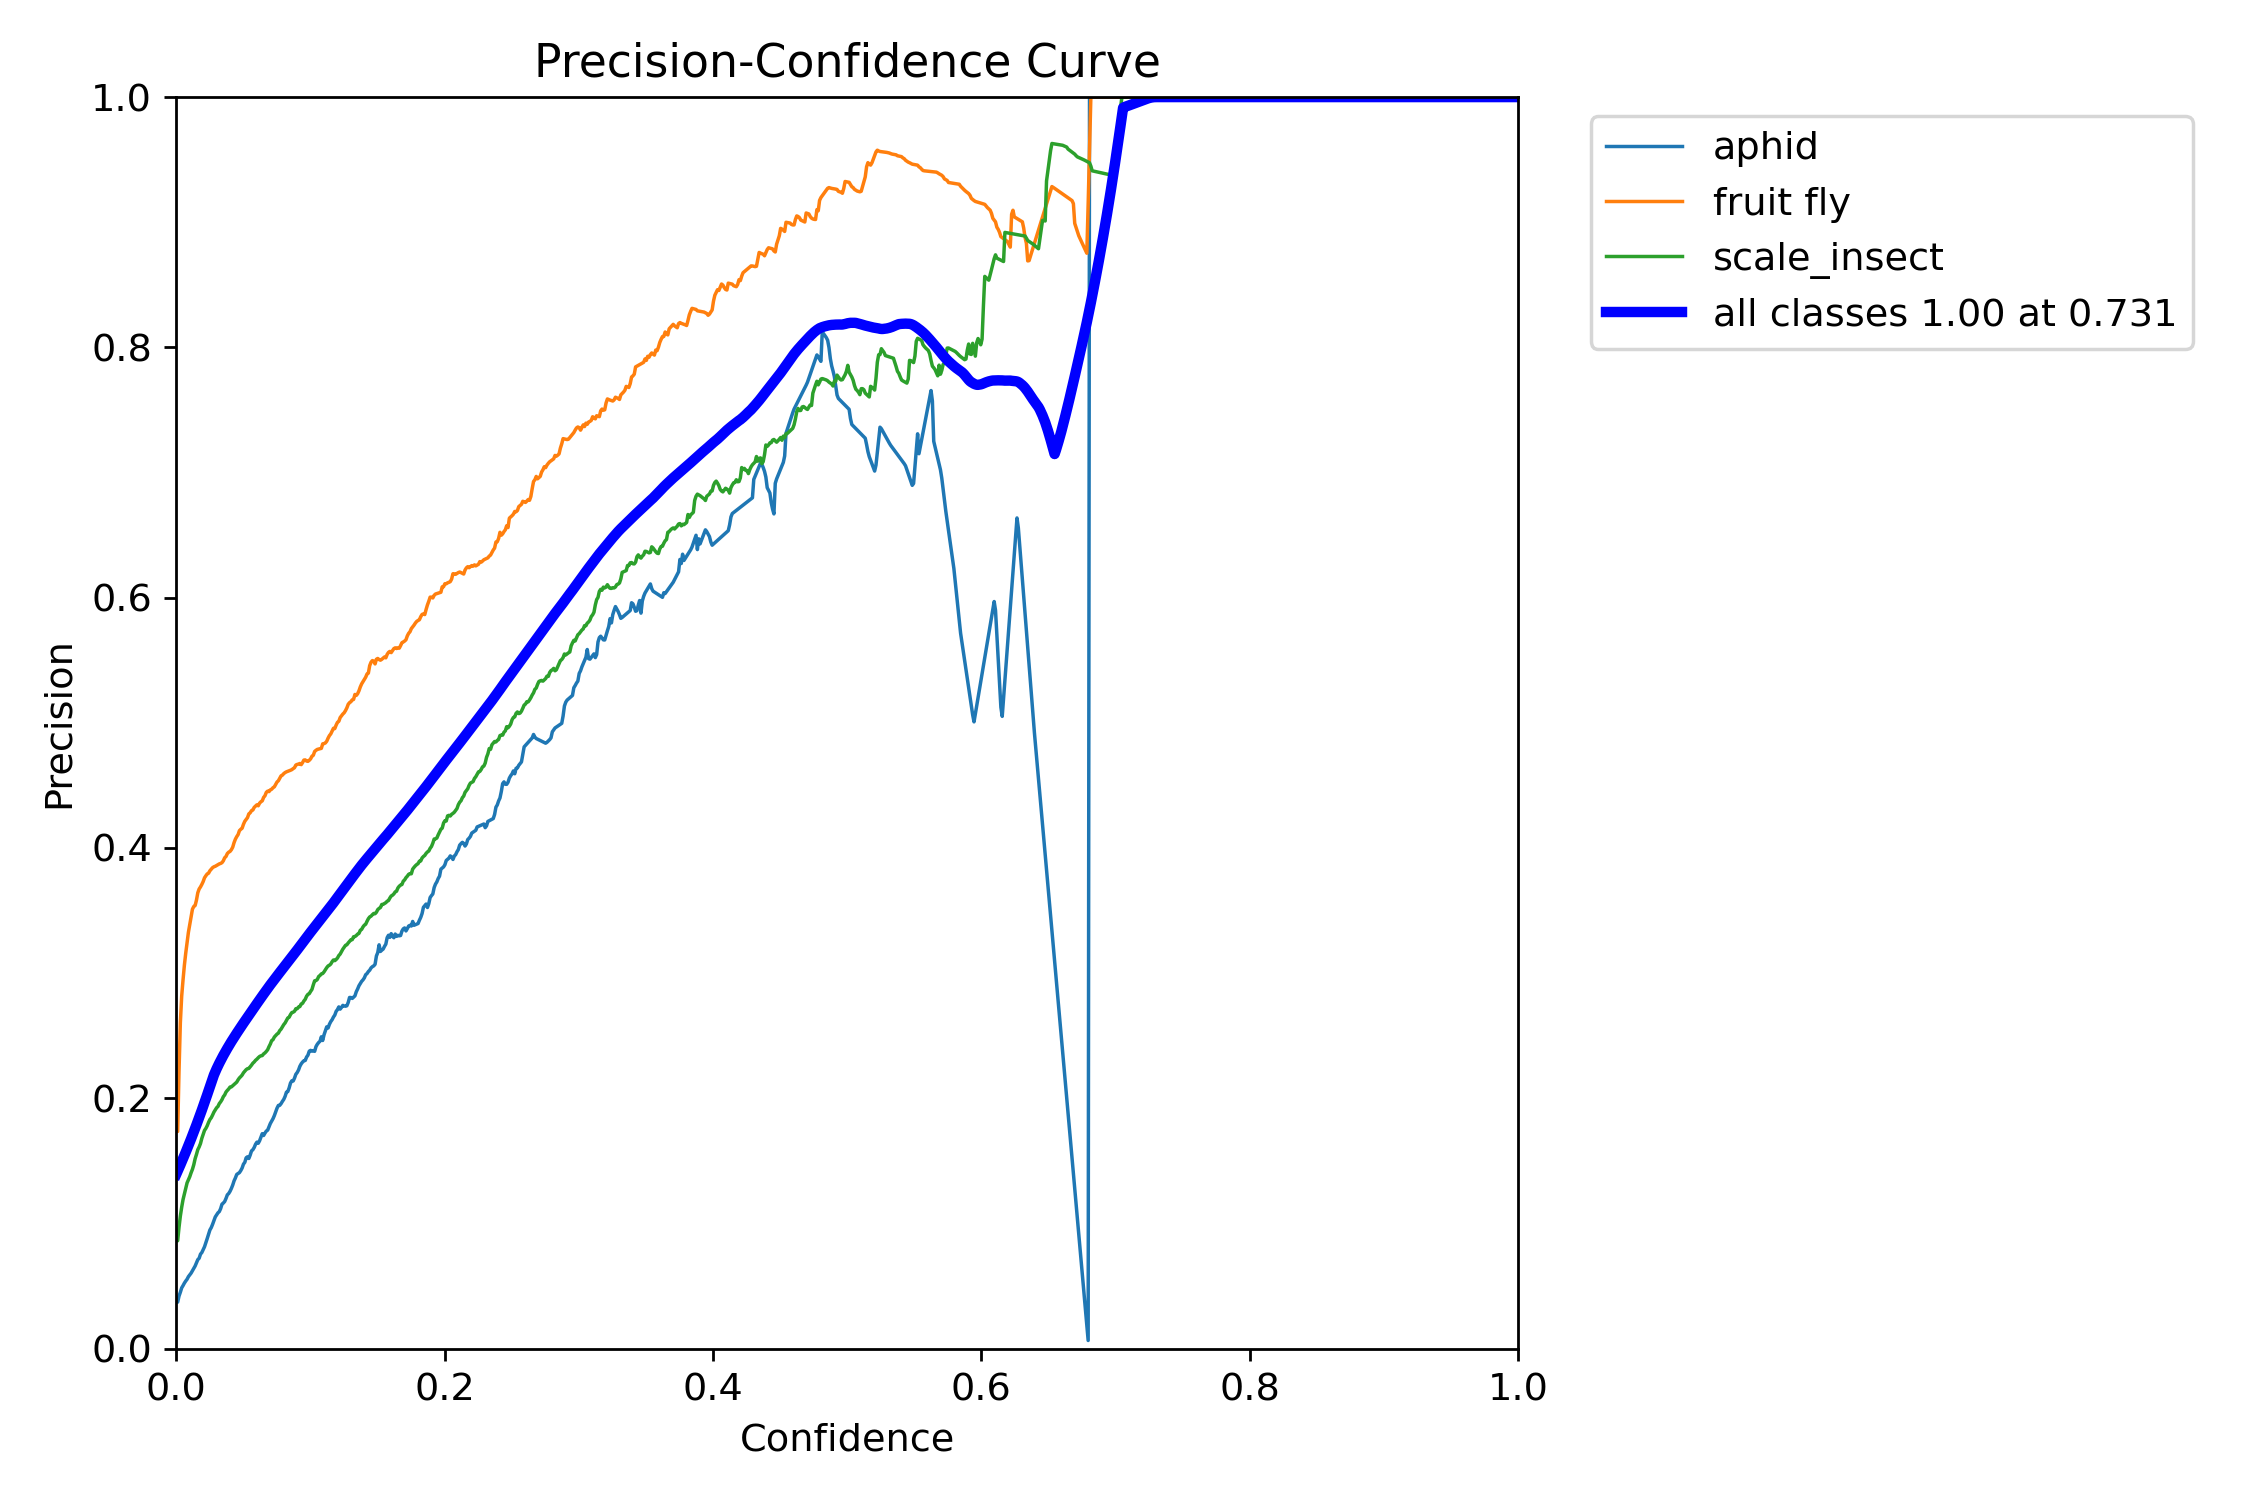 Precision-Confidence Curve
1.0
0.8
0.6
0.4
0.2
0.0
Precision
0.0 0.2 0.4 0.6 0.8 1.0
Confidence
aphid
fruit fly
scale_insect
all classes 1.00 at 0.731